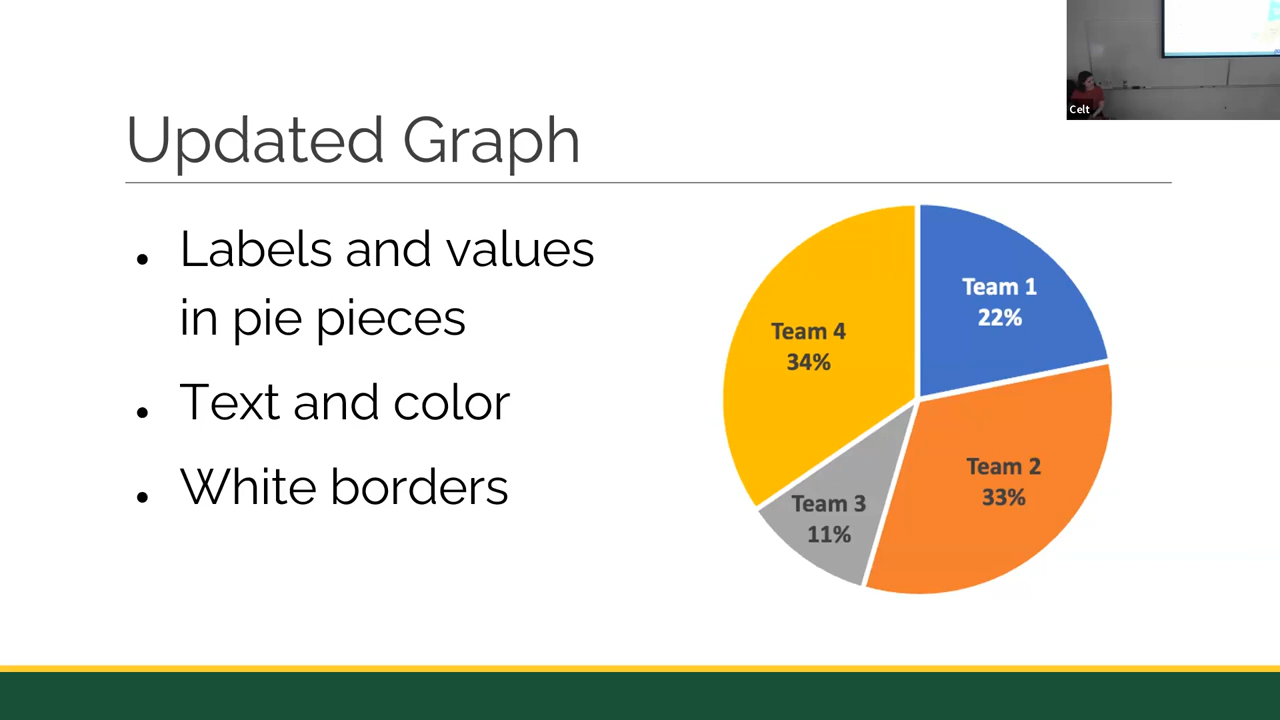 Celt
Updated Graph
Labels and values
in pie pieces
Text and color
White borders
Team 1
22%
Team 4
34%
Team 2
33%
Team 3
11%